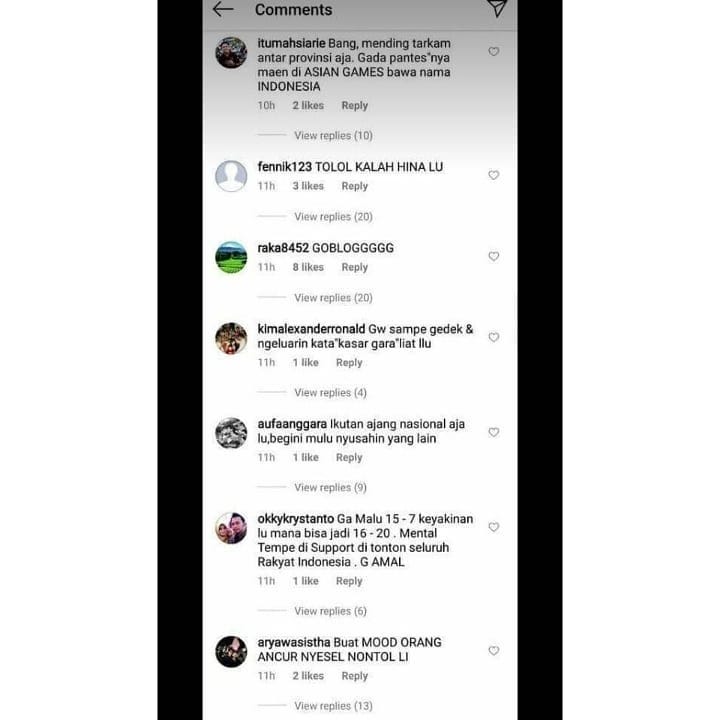 Comments
itumahsiarie Bang, mending tarkam
antar provinsi aja. Gada pantes"nya
maen di ASIAN GAMES bawa nama
INDONESIA
10h 2 likes Reply
View replies (10)
fennik123 TOLOL KALAH HINA LU
11h 3 likes Reply
View replies (20)
raka8452 GOBLOGGGGG
11h 8 likes Reply
View replies (20)
kimalexanderronald Gw sampe gedek &
ngeluarin kata"kasar gara"liat llu
11h 1 like Reply
View replies (4)
aufaanggara Ikutan ajang nasional aja
lu,begini mulu nyusahin yang lain
11h 1 like Reply
View replies (9)
okkykrystanto Ga Malu 15 - 7 keyakinan
lu mana bisa jadi 16 - 20 . Mental
Tempe di Support di tonton seluruh
Rakyat Indonesia . G AMAL
11h 1 like Reply
View replies (6)
aryawasistha Buat MOOD ORANG
ANCUR NYESEL NONTOL LI
11h 2 likes Reply
View replies (13)